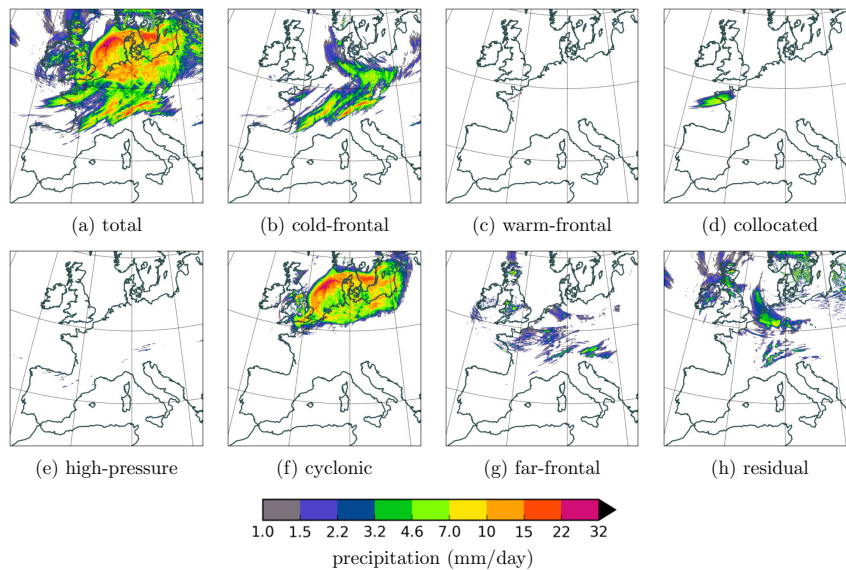 (a) total
(b) cold-frontal
(c) warm-frontal
(d) collocated
(e) high-pressure
(f) cyclonic
(g) far-frontal
(h) residual
1.0 1.5 2.2 3.2 4.6 7.0 10 15 22 32
precipitation (mm/day)